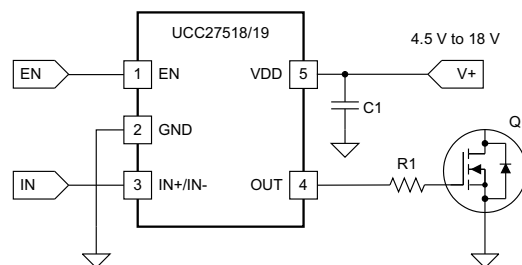 UCC27518/19
4.5 V to 18 V
EN 1 EN VDD 5 V+
C1
2 GND
Q
R1
IN 3 IN+/IN- OUT 4